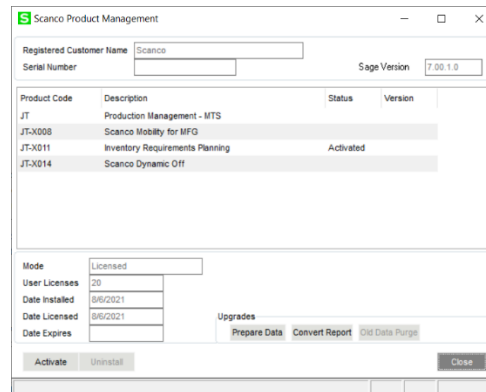 S Scanco Product Management
Registered Customer Name Scanco
Serial Number Sage Version 7.00.1.0
Product Code Description Status Version
JT Production Management - MTS
JT-X008 Scanco Mobility for MFG
JT-X011 Inventory Requirements Planning Activated
JT-X014 Scanco Dynamic Off
Mode Licensed
User Licenses 20
Date Installed 8/6/2021
Date Licensed 8/6/2021 Upgrades
Date Expires Prepare Data Convert Report Old Data Purge
Activate Uninstall Close